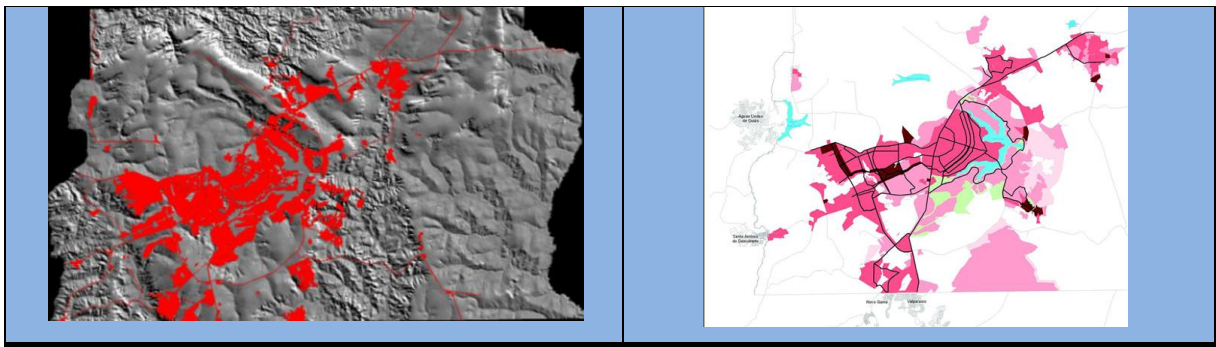 Águas Lindas
de Goiás
Santo Antônio
do Descoberto
Novo Gama
Valparaíso